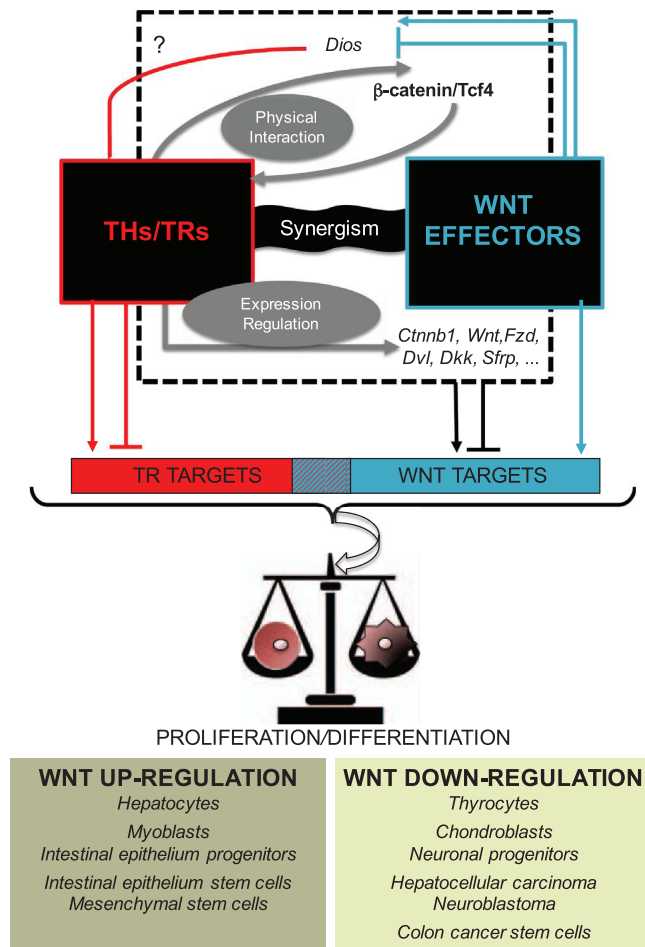 ?
Dios
β-catenin/Tcf4
Physical
Interaction
THs/TRs
Synergism
WNT
EFFECTORS
Expression
Regulation
Ctnnb1, Wnt,Fzd,
Dvl, Dkk, Sfrp, ...
TR TARGETS
WNT TARGETS
PROLIFERATION/DIFFERENTIATION
WNT UP-REGULATION
Hepatocytes
Myoblasts
Intestinal epithelium progenitors
Intestinal epithelium stem cells
Mesenchymal stem cells
WNT DOWN-REGULATION
Thyrocytes
Chondroblasts
Neuronal progenitors
Hepatocellular carcinoma
Neuroblastoma
Colon cancer stem cells